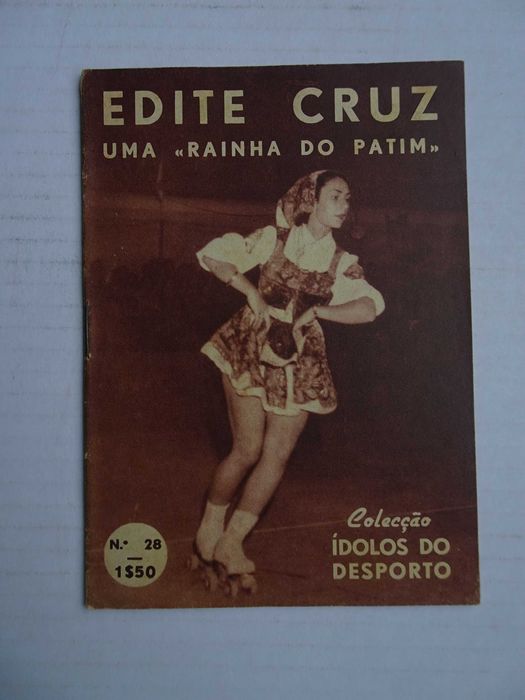 EDITE CRUZ
UMA «RAINHA DO PATIM»
Colecção
ÍDOLOS DO
DESPORTO
N.º 28
1$50